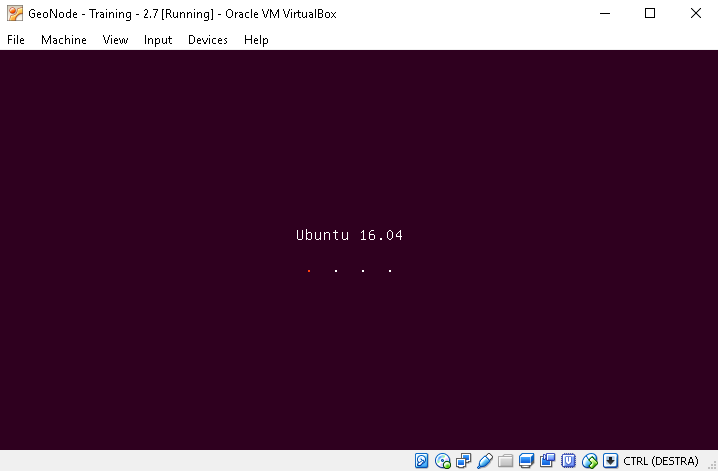 GeoNode - Training - 2.7 [Running] - Oracle VM VirtualBox
File Machine View Input Devices Help
Ubuntu 16.04
CTRL (DESTRA)